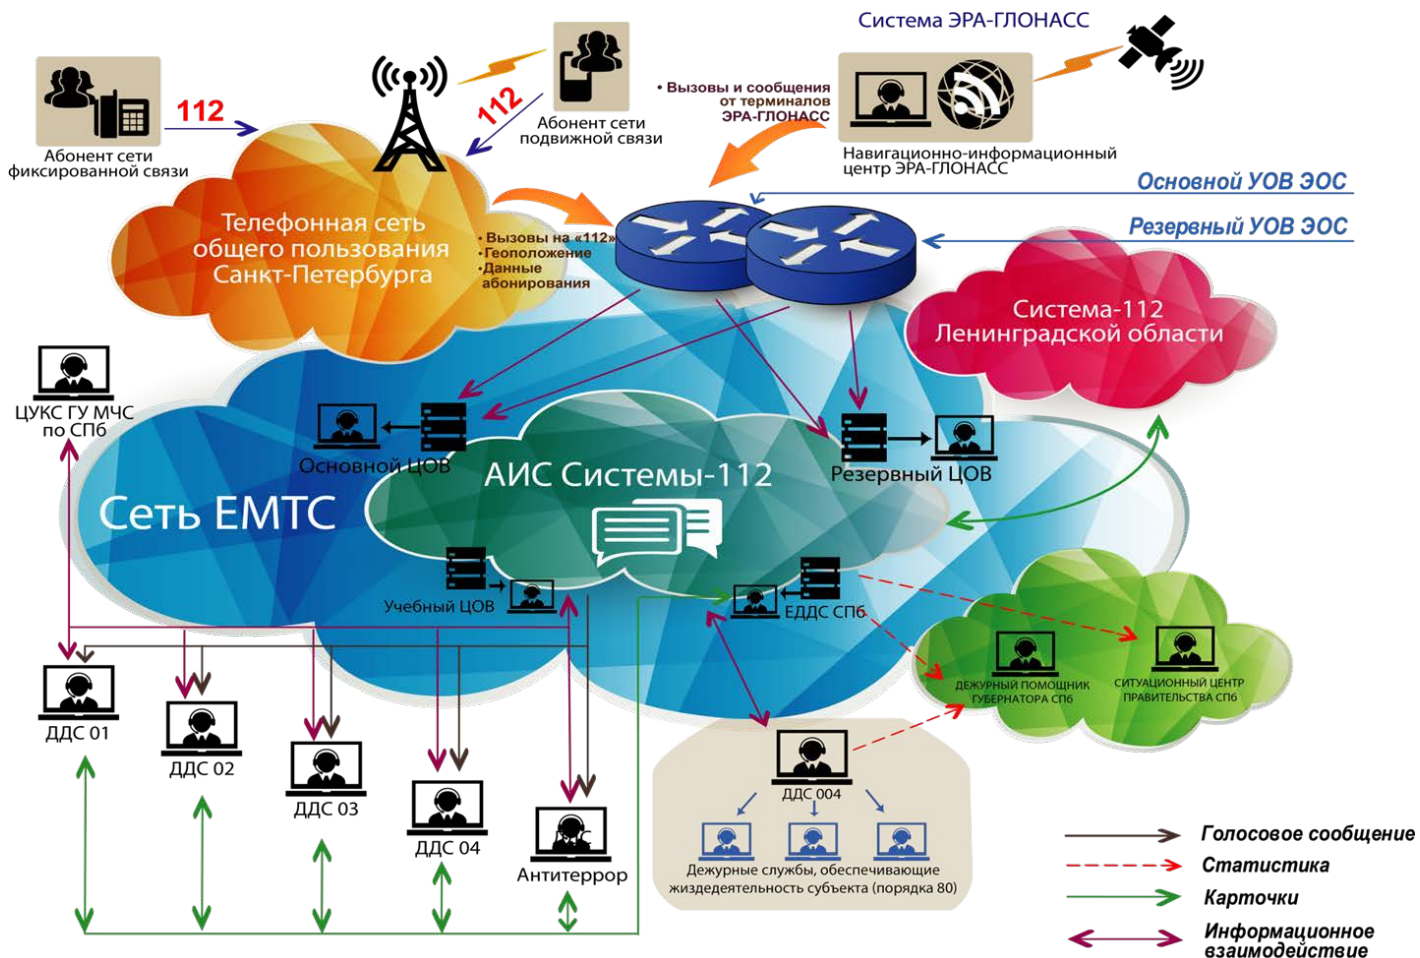 Система ЭРА-ГЛОНАСС
112
Абонент сети
фиксированной связи
112
Абонент сети
подвижной связи
• Вызовы и сообщения
от терминалов
ЭРА-ГЛОНАСС
Навигационно-информационный
центр ЭРА-ГЛОНАСС
Основной УОВ ЭОС
Резервный УОВ ЭОС
Телефонная сеть
общего пользования
Санкт-Петербурга
• Вызовы на «112»
• Геоположение
• Данные
абонирования
Система-112
Ленинградской области
ЦУКС ГУ МЧС
по СПб
Основной ЦОВ
АИС Системы-112
Резервный ЦОВ
Сеть ЕМТС
Учебный ЦОВ
ЕДДС СПб
ДЕЖУРНЫЙ ПОМОЩНИК
ГУБЕРНАТОРА СПб
СИТУАЦИОННЫЙ ЦЕНТР
ПРАВИТЕЛЬСТВА СПб
ДДС 01
ДДС 02
ДДС 03
ДДС 04
Антитеррор
ДДС 004
Дежурные службы, обеспечивающие
жиздедеятельность субъекта (порядка 80)
Голосовое сообщение
Статистика
Карточки
Информационное
взаимодействие